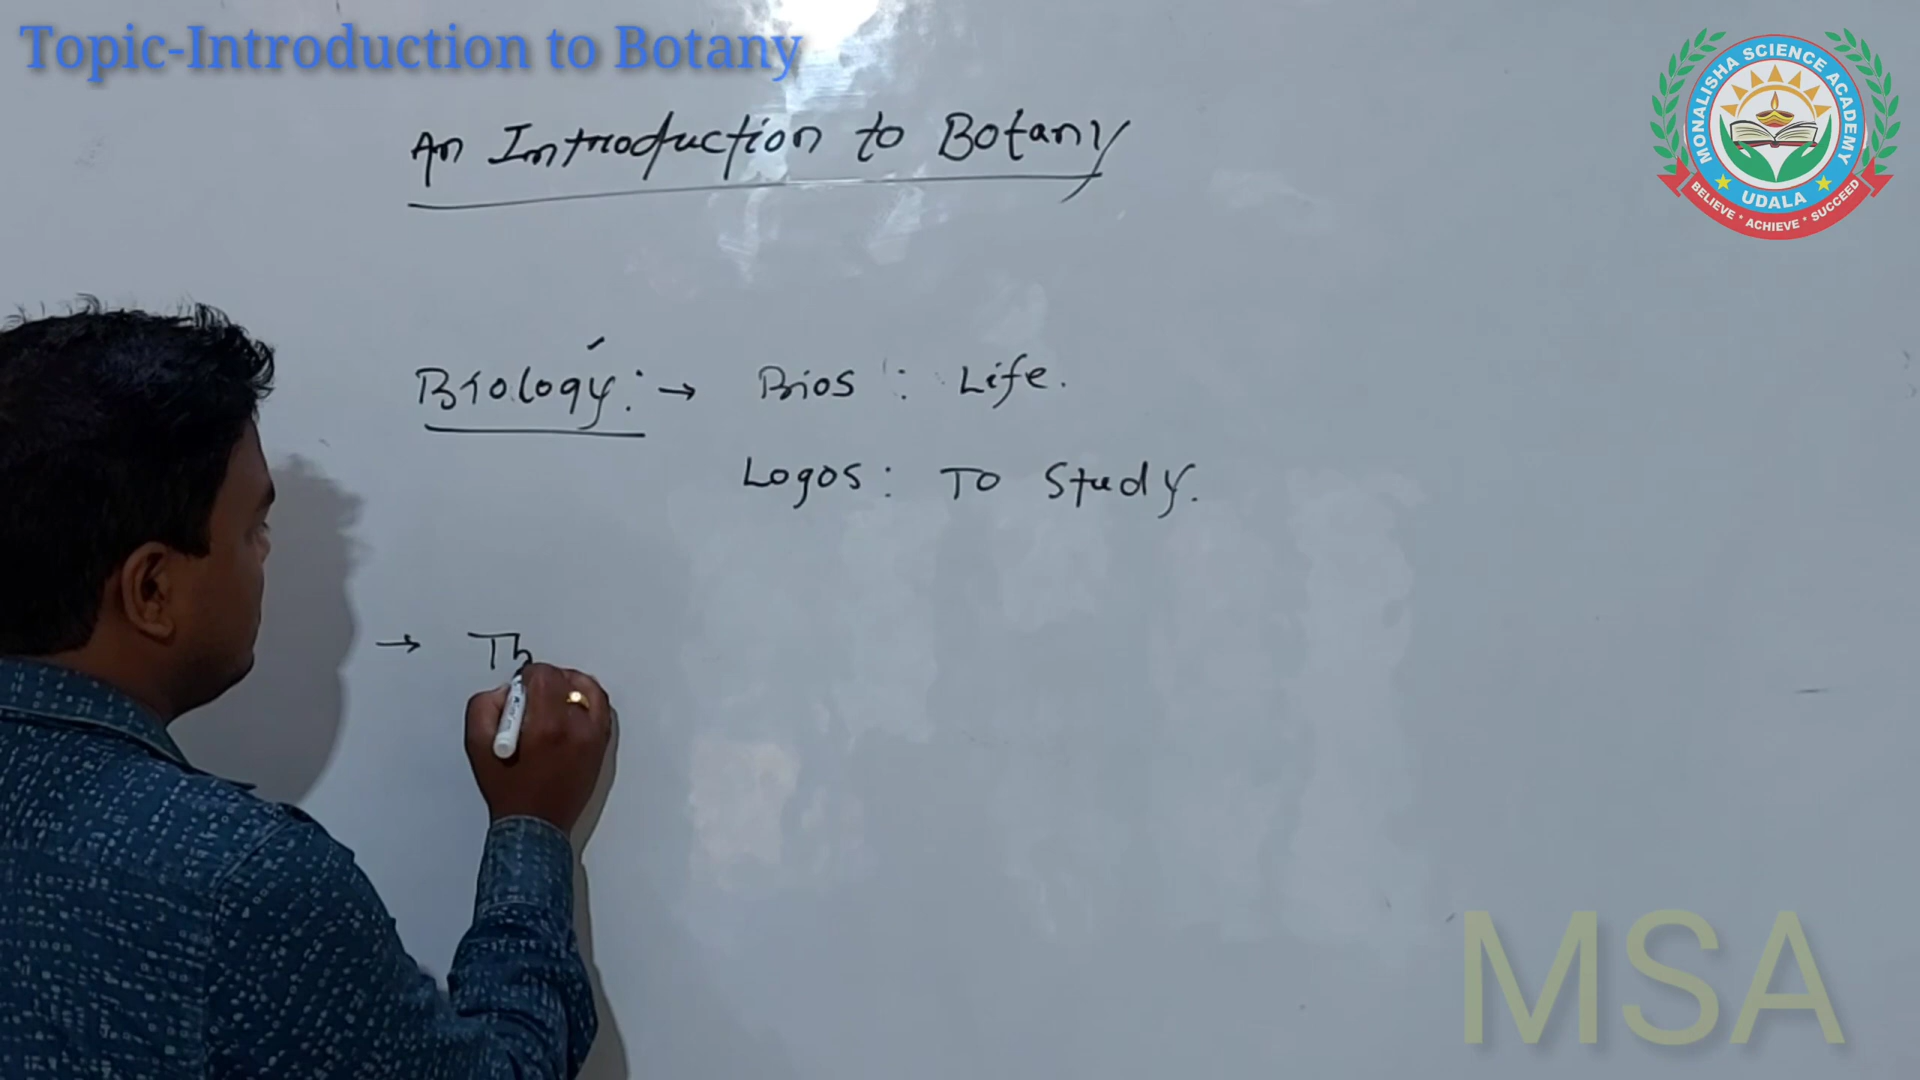 Topic-Introduction to Botany
MONALISHA SCIENCE ACADEMY
UDALA
BELIEVE * ACHIEVE * SUCCEED
An Introduction to Botany
Biology: → Bios : Life.
Logos : To Study.
→ Th
MSA